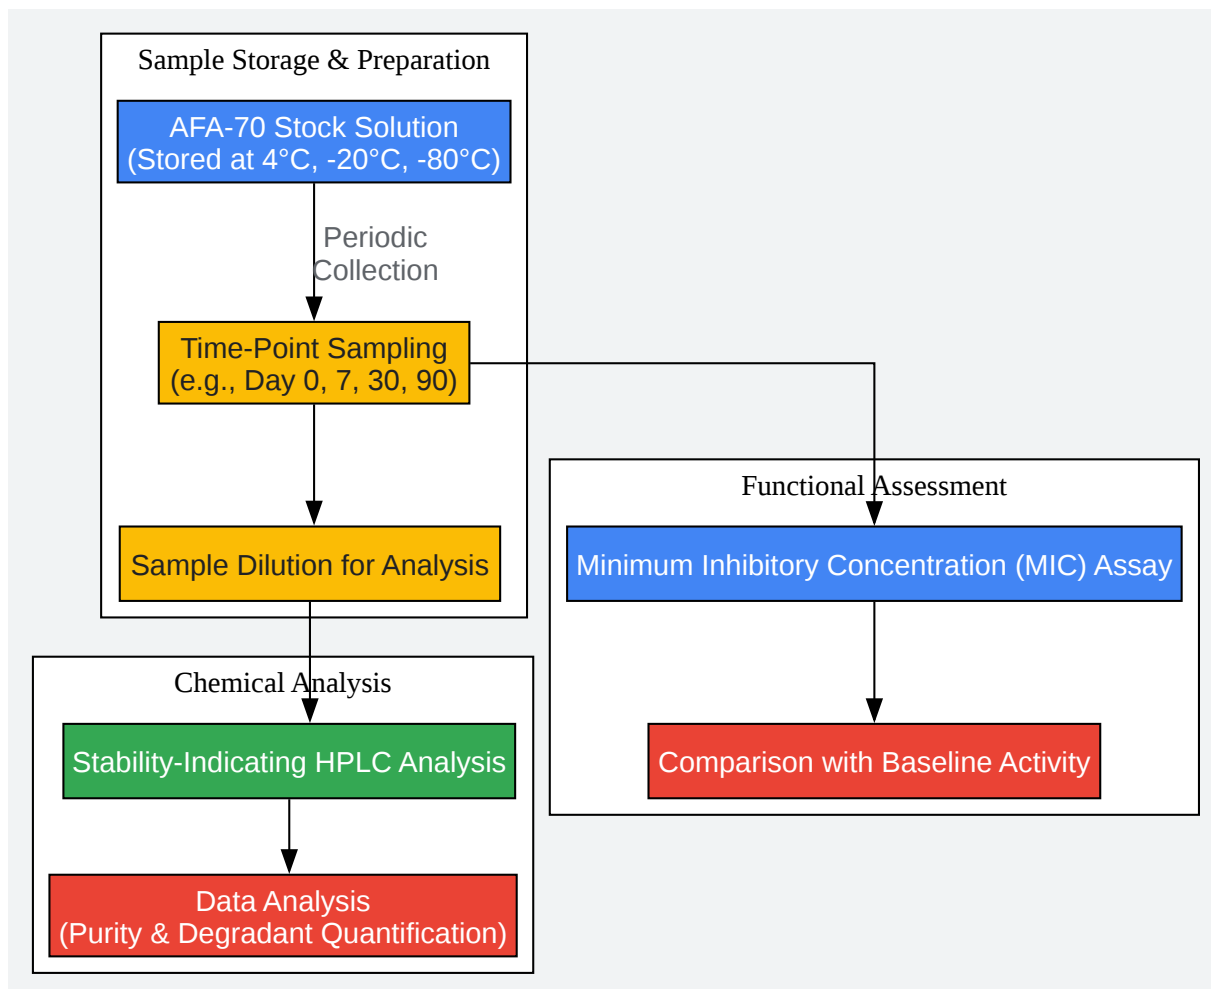 Sample Storage & Preparation
AFA-70 Stock Solution
(Stored at 4°C, -20°C, -80°C)
Periodic
Collection
Time-Point Sampling
(e.g., Day 0, 7, 30, 90)
Sample Dilution for Analysis
Functional Assessment
Minimum Inhibitory Concentration (MIC) Assay
Comparison with Baseline Activity
Chemical Analysis
Stability-Indicating HPLC Analysis
Data Analysis
(Purity & Degradant Quantification)